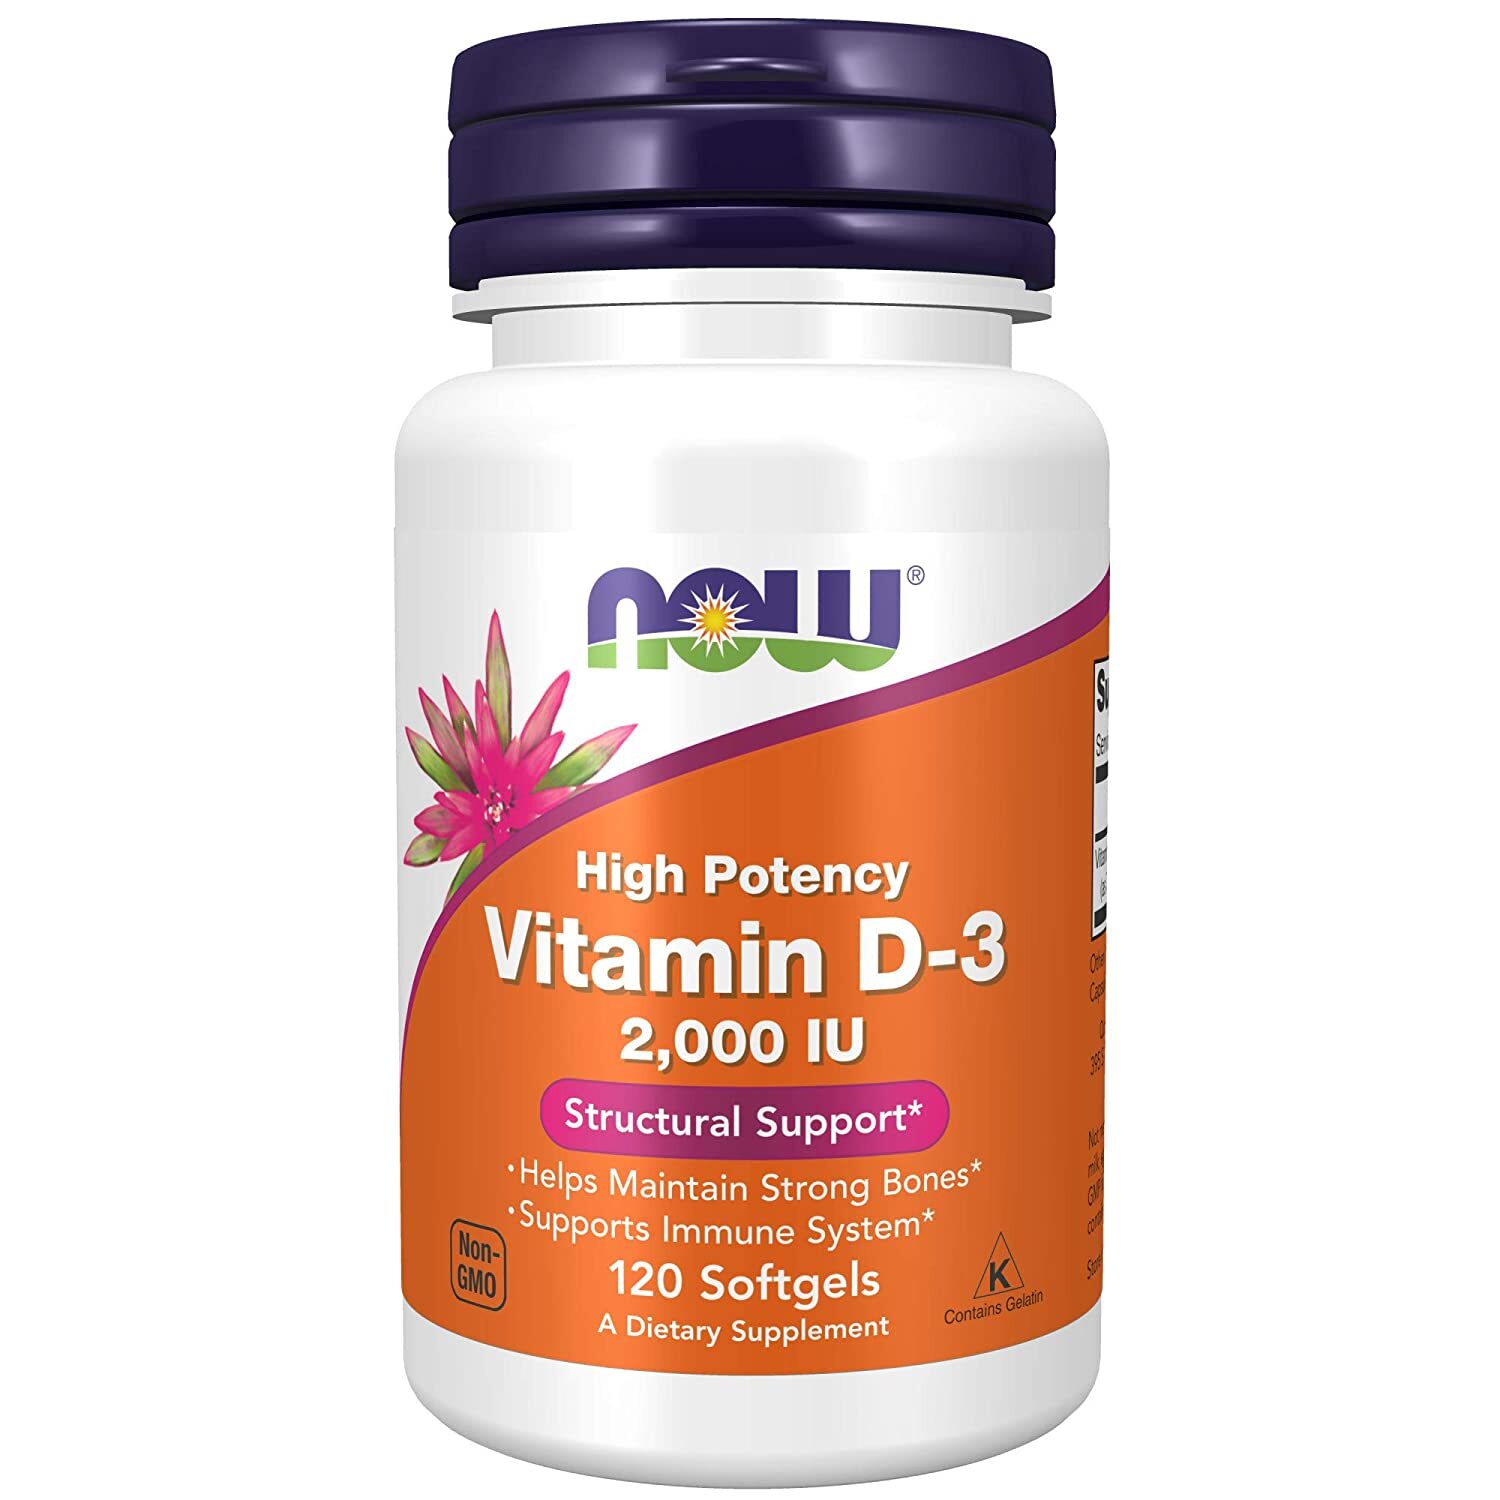 now®
High Potency
Vitamin D-3
2,000 IU
Structural Support*
•Helps Maintain Strong Bones*
•Supports Immune System*
120 Softgels
A Dietary Supplement
Non-
GMO
K
Contains Gelatin